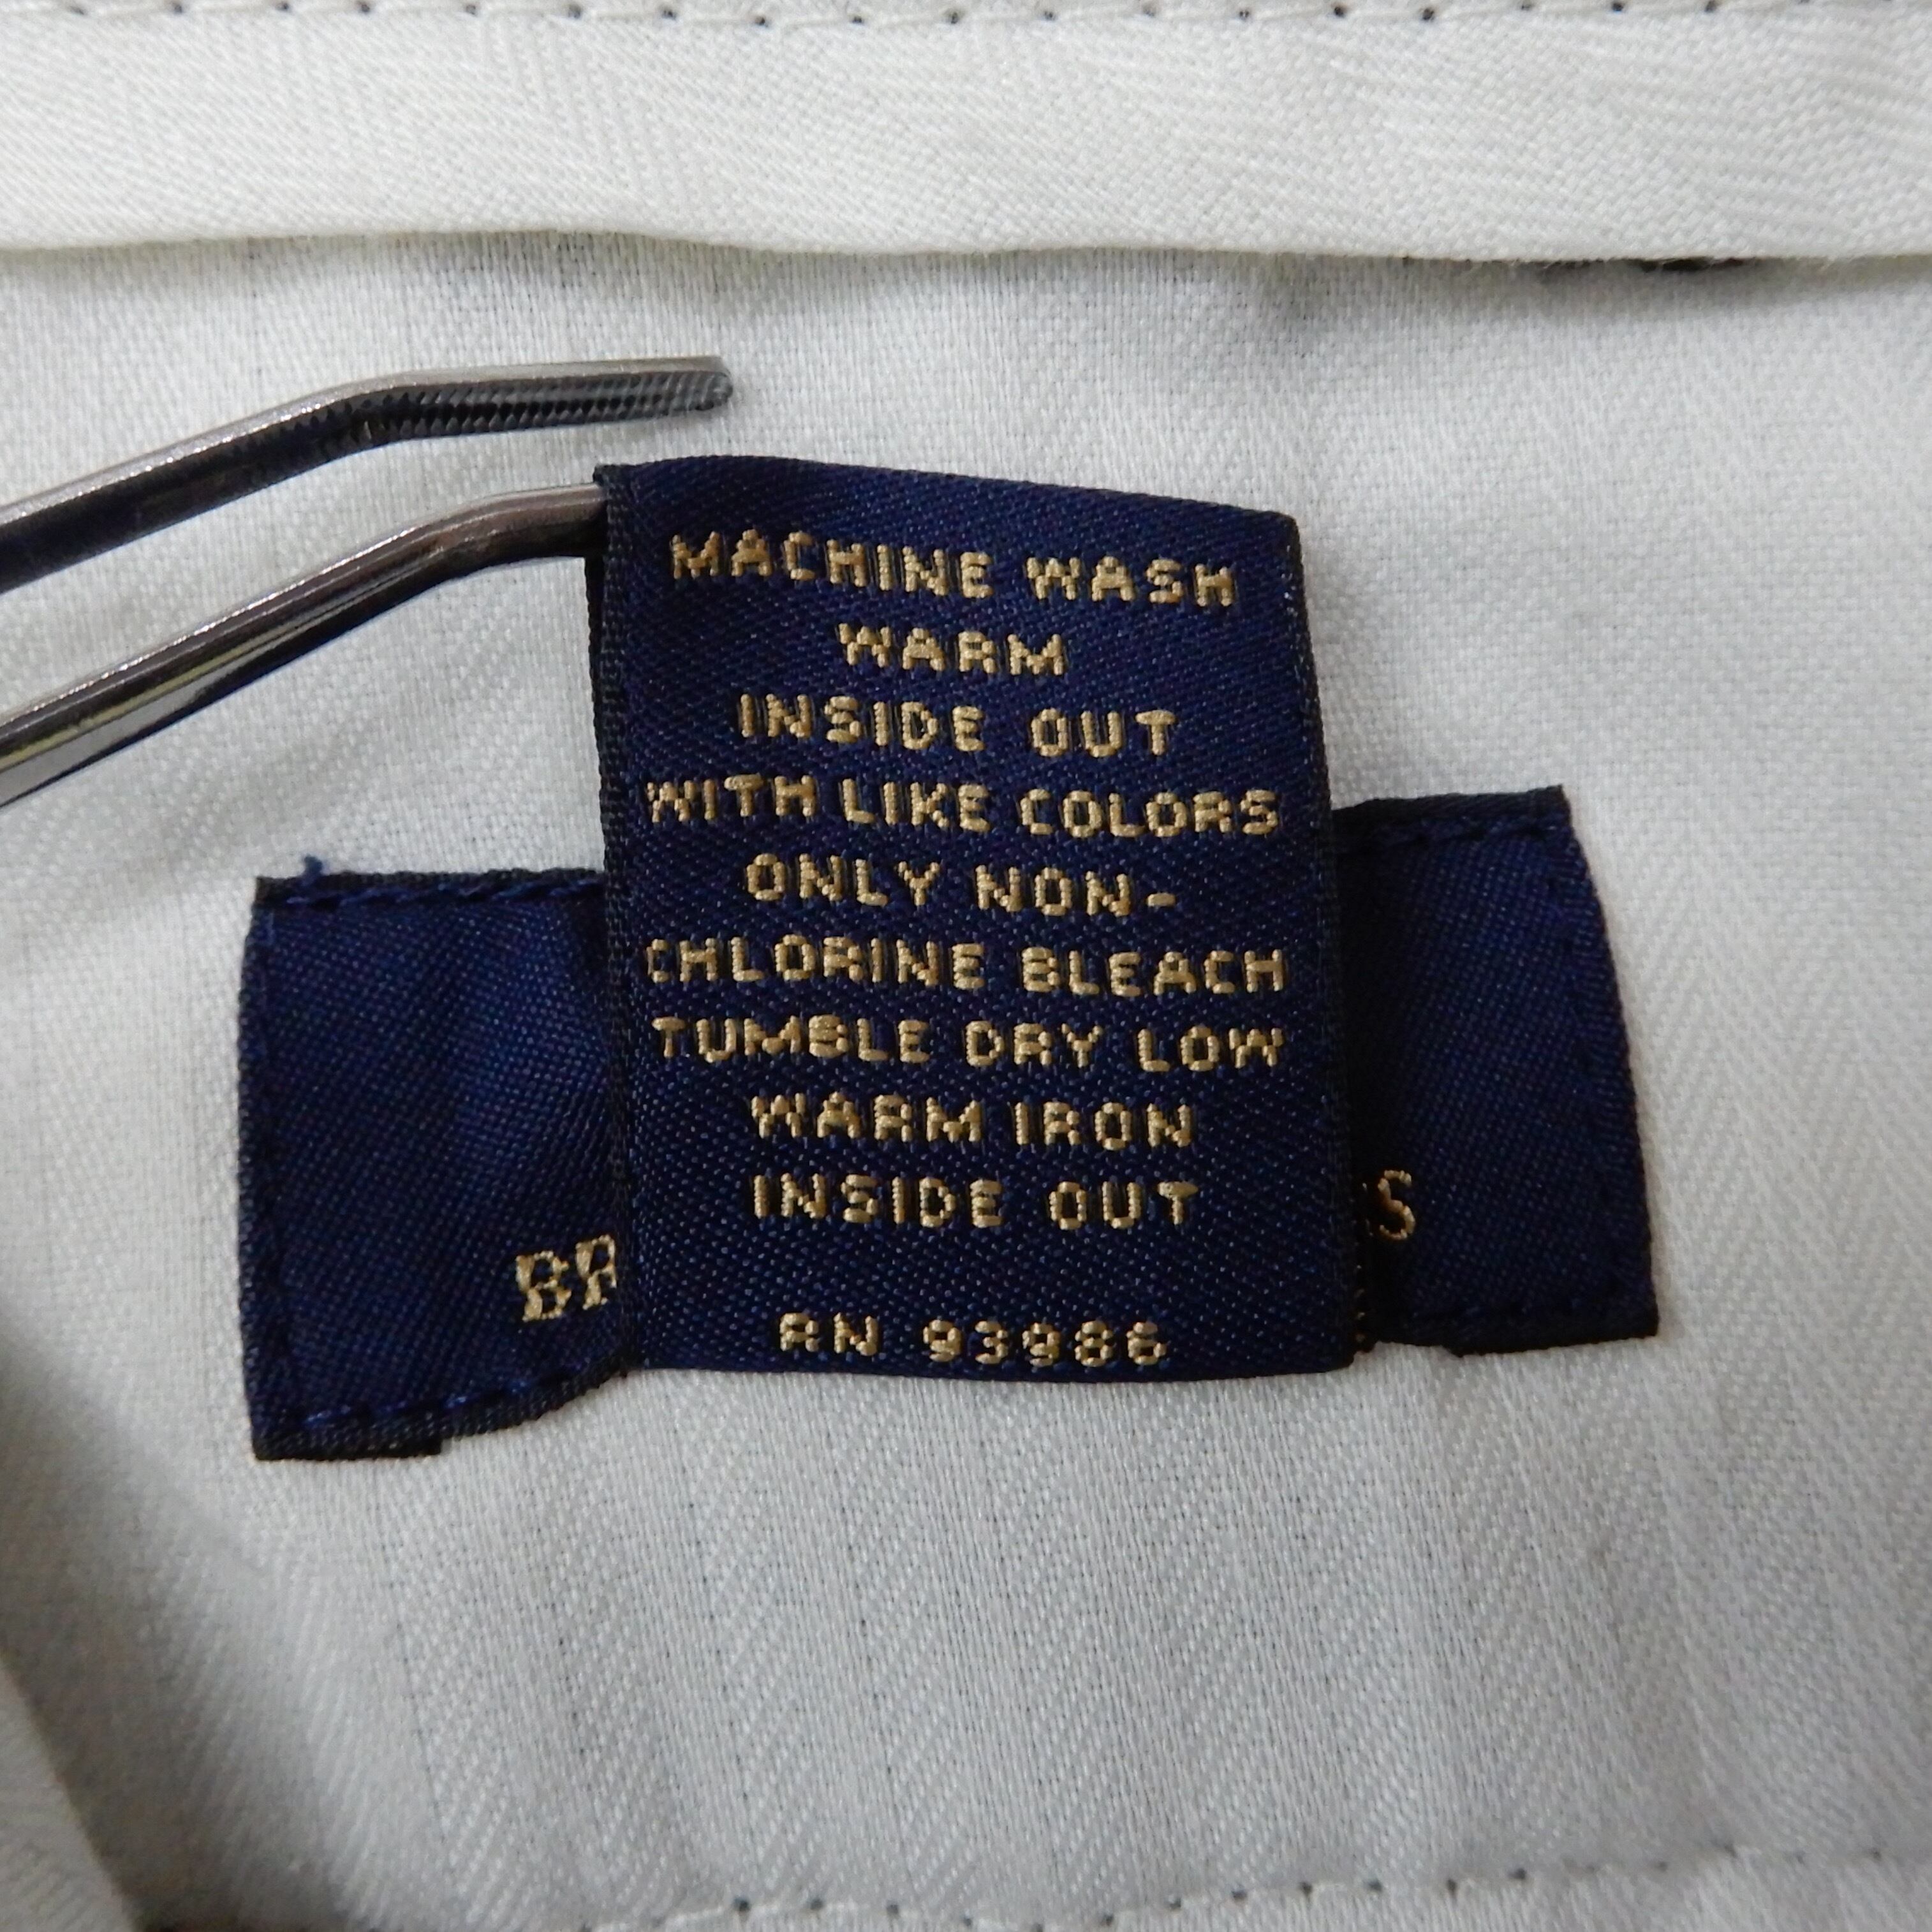 MACHINE WASH
WARM
INSIDE OUT
WITH LIKE COLORS
ONLY NON-
CHLORINE BLEACH
TUMBLE DRY LOW
WARM IRON
INSIDE OUT
RN 93986